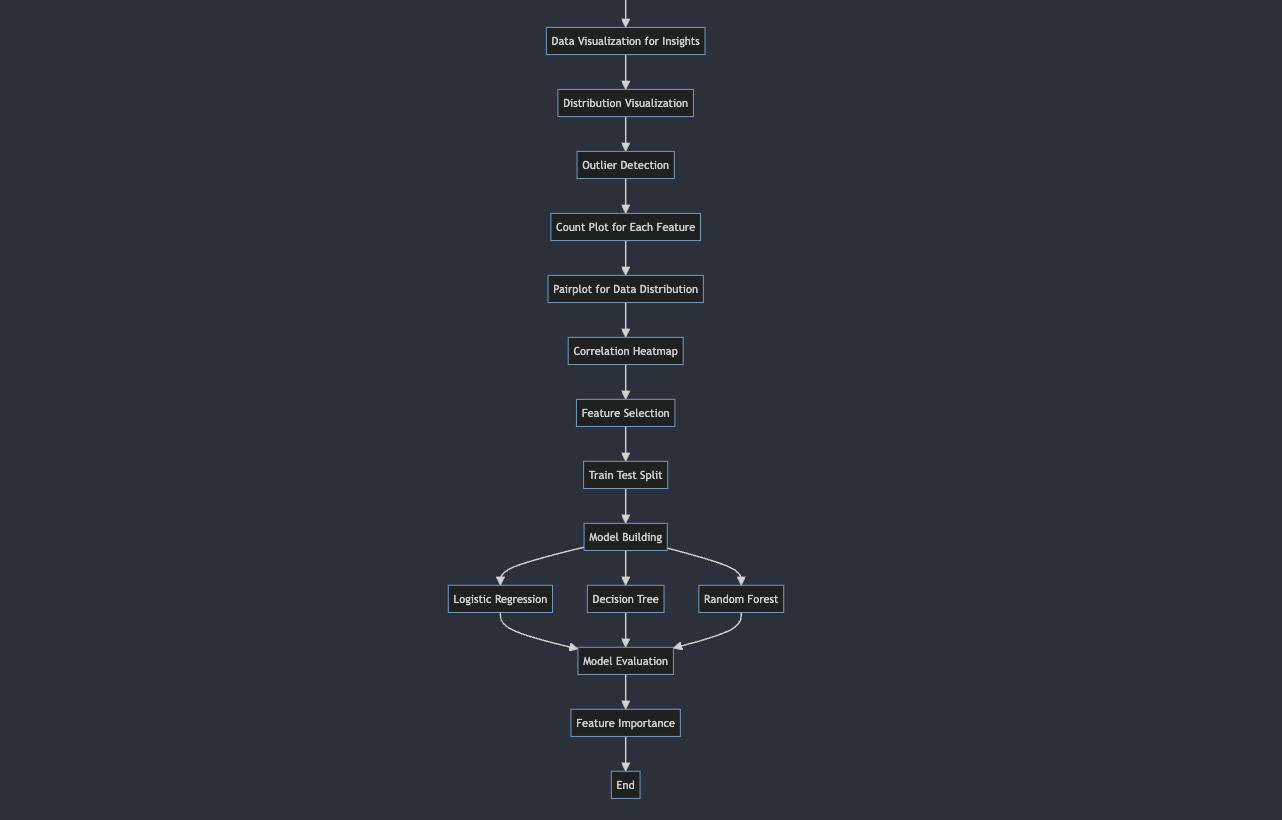 Data Visualization for Insights
Distribution Visualization
Outlier Detection
Count Plot for Each Feature
Pairplot for Data Distribution
Correlation Heatmap
Feature Selection
Train Test Split
Model Building
Logistic Regression
Decision Tree
Random Forest
Model Evaluation
Feature Importance
End